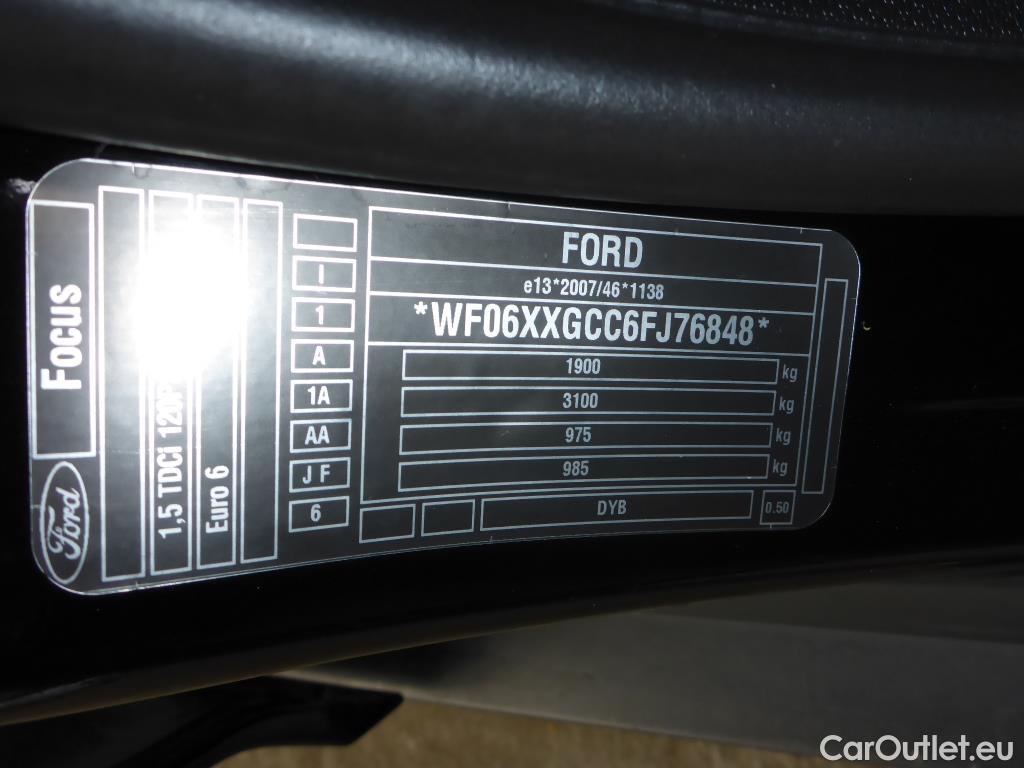 Focus
Ford
1,5 TDCi
Euro 6
I
1
A
1A
AA
J F
6
FORD
e13*2007/46*1138
*WF06XXGCC6FJ76848*
1900 kg
3100 kg
975 kg
985 kg
DYB
0.50
CarOutlet.eu